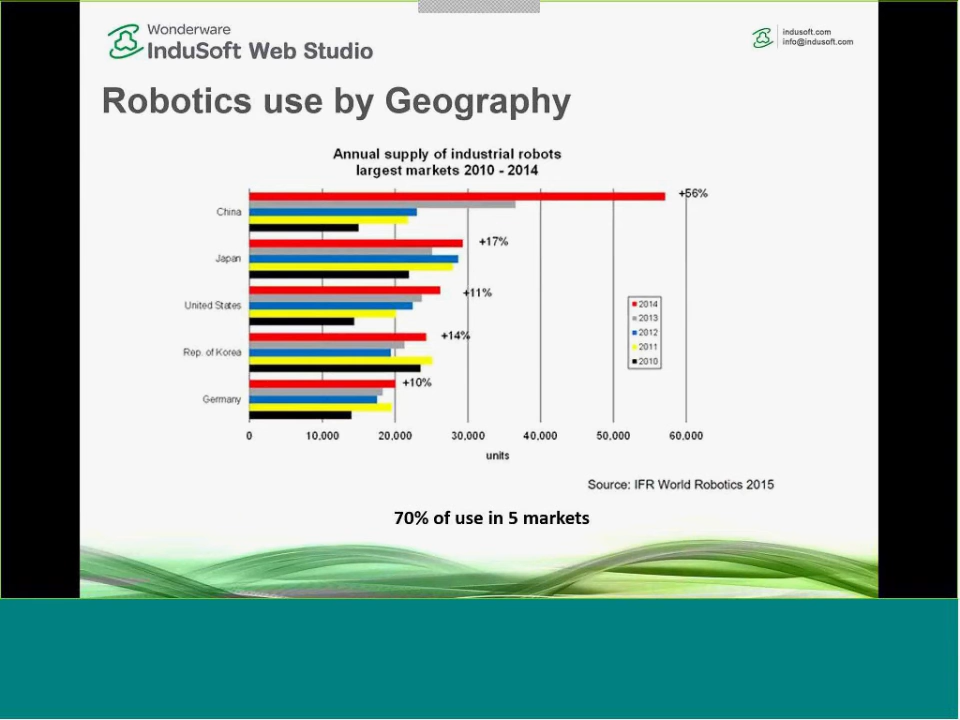 Wonderware
InduSoft Web Studio
indusoft.com
info@indusoft.com
Robotics use by Geography
Annual supply of industrial robots
largest markets 2010 - 2014
China
+56%
Japan
+17%
United States
+11%
Rep. of Korea
+14%
Germany
+10%
2014
2013
2012
2011
2010
0 10,000 20,000 30,000 40,000 50,000 60,000
units
Source: IFR World Robotics 2015
70% of use in 5 markets